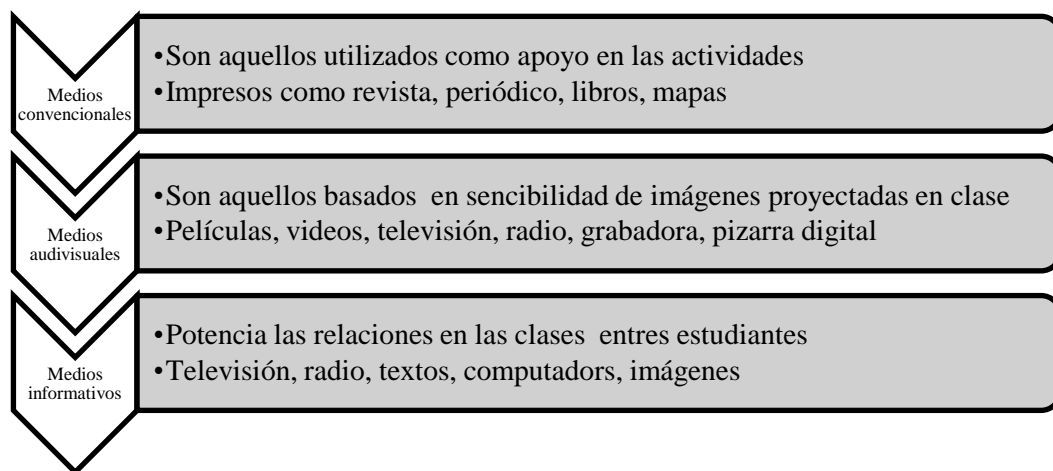 Medios
convencionales
•Son aquellos utilizados como apoyo en las actividades
•Impresos como revista, periódico, libros, mapas
Medios
audivisuales
•Son aquellos basados en sencibilidad de imágenes proyectadas en clase
•Películas, videos, televisión, radio, grabadora, pizarra digital
Medios
informativos
•Potencia las relaciones en las clases entres estudiantes
•Televisión, radio, textos, computadors, imágenes